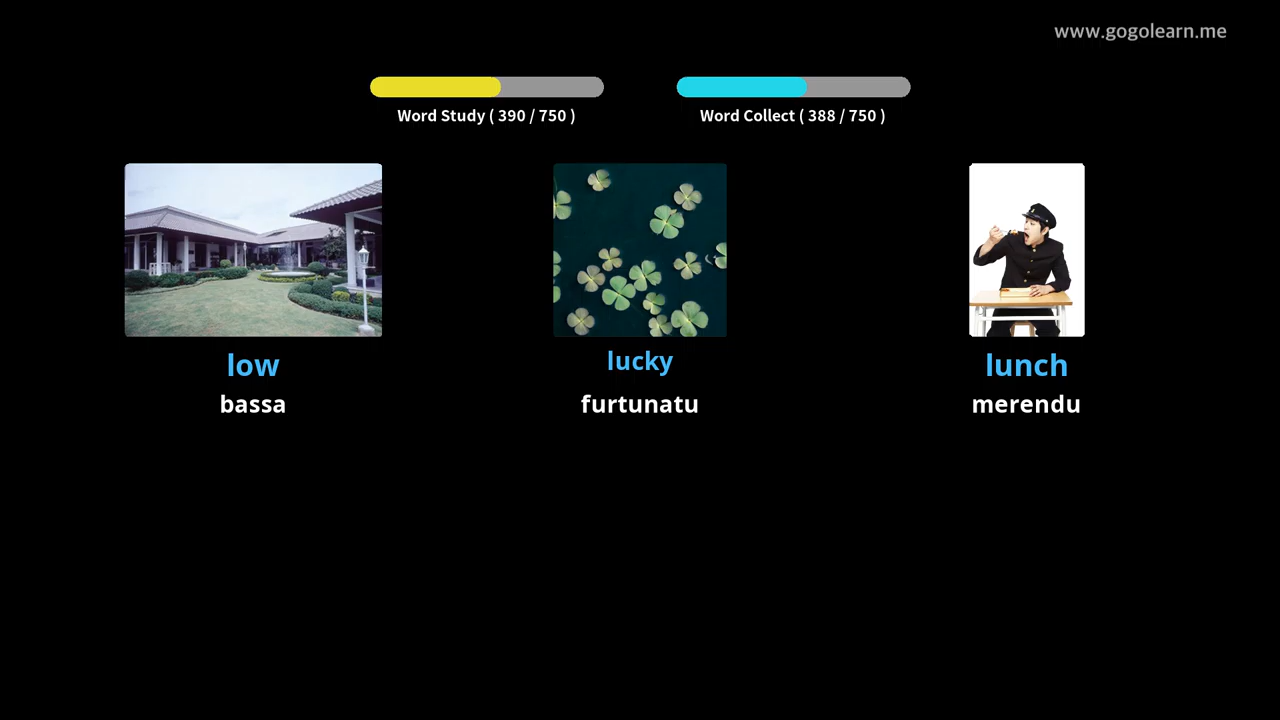 www.gogolearn.me
Word Study ( 390 / 750 )
Word Collect ( 388 / 750 )
low
lucky
lunch
bassa
furtunatu
merendu